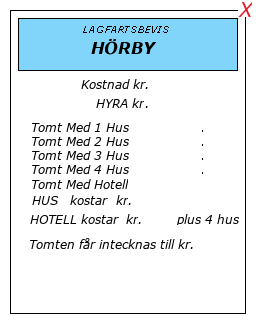 X
LAGFARTSBEVIS
HÖRBY
Kostnad kr.
HYRA kr.
Tomt Med 1 Hus .
Tomt Med 2 Hus .
Tomt Med 3 Hus .
Tomt Med 4 Hus .
Tomt Med Hotell
HUS kostar kr.
HOTELL kostar kr. plus 4 hus
Tomten får intecknas till kr.